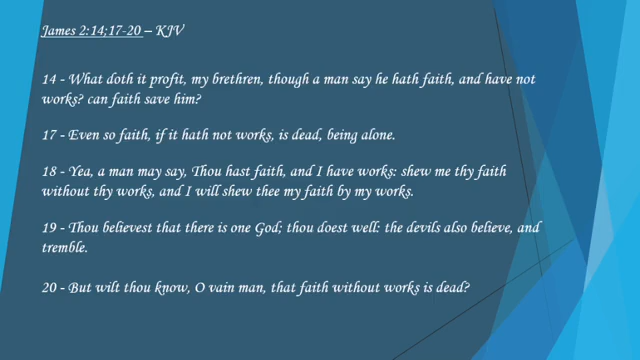 James 2:14;17-20 – KJV
14 - What doth it profit, my brethren, though a man say he hath faith, and have not
works? can faith save him?
17 - Even so faith, if it hath not works, is dead, being alone.
18 - Yea, a man may say, Thou hast faith, and I have works: shew me thy faith
without thy works, and I will shew thee my faith by my works.
19 - Thou believest that there is one God; thou doest well: the devils also believe, and
tremble.
20 - But wilt thou know, O vain man, that faith without works is dead?